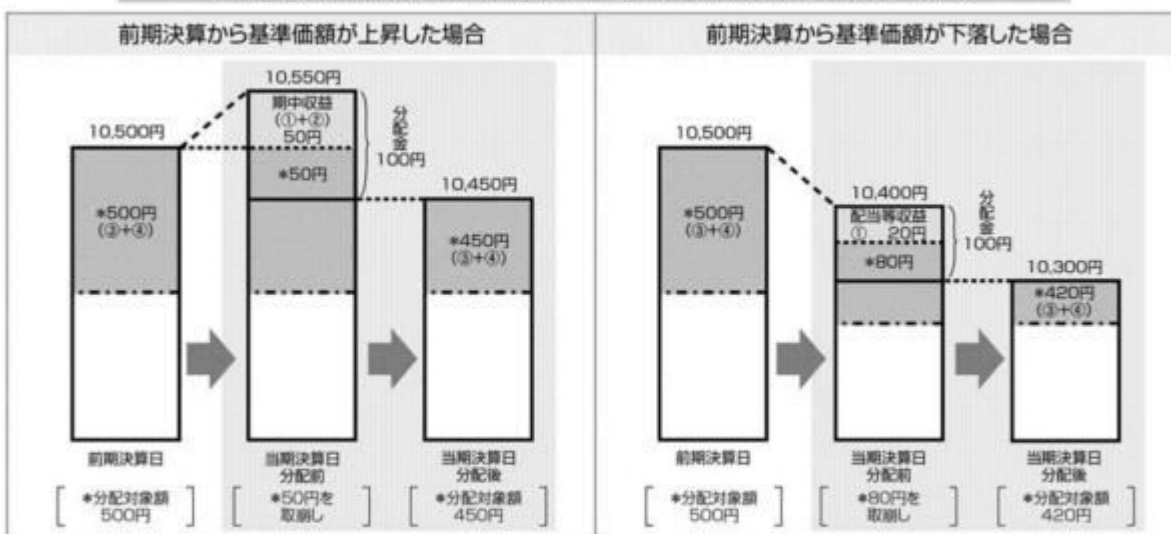 前期決算から基準価額が上昇した場合
10,550円
期中収益
(①+②)
50円
*50円
分配金
100円
10,500円
*500円
(③+④)
10,450円
*450円
(③+④)
前期決算日
当期決算日
分配前
当期決算日
分配後
*分配対象額
500円
*50円を
取崩し
*分配対象額
450円
前期決算から基準価額が下落した場合
10,500円
*500円
(③+④)
10,400円
配当等収益
① 20円
*80円
分配金
100円
10,300円
*420円
(③+④)
前期決算日
当期決算日
分配前
当期決算日
分配後
*分配対象額
500円
*80円を
取崩し
*分配対象額
420円